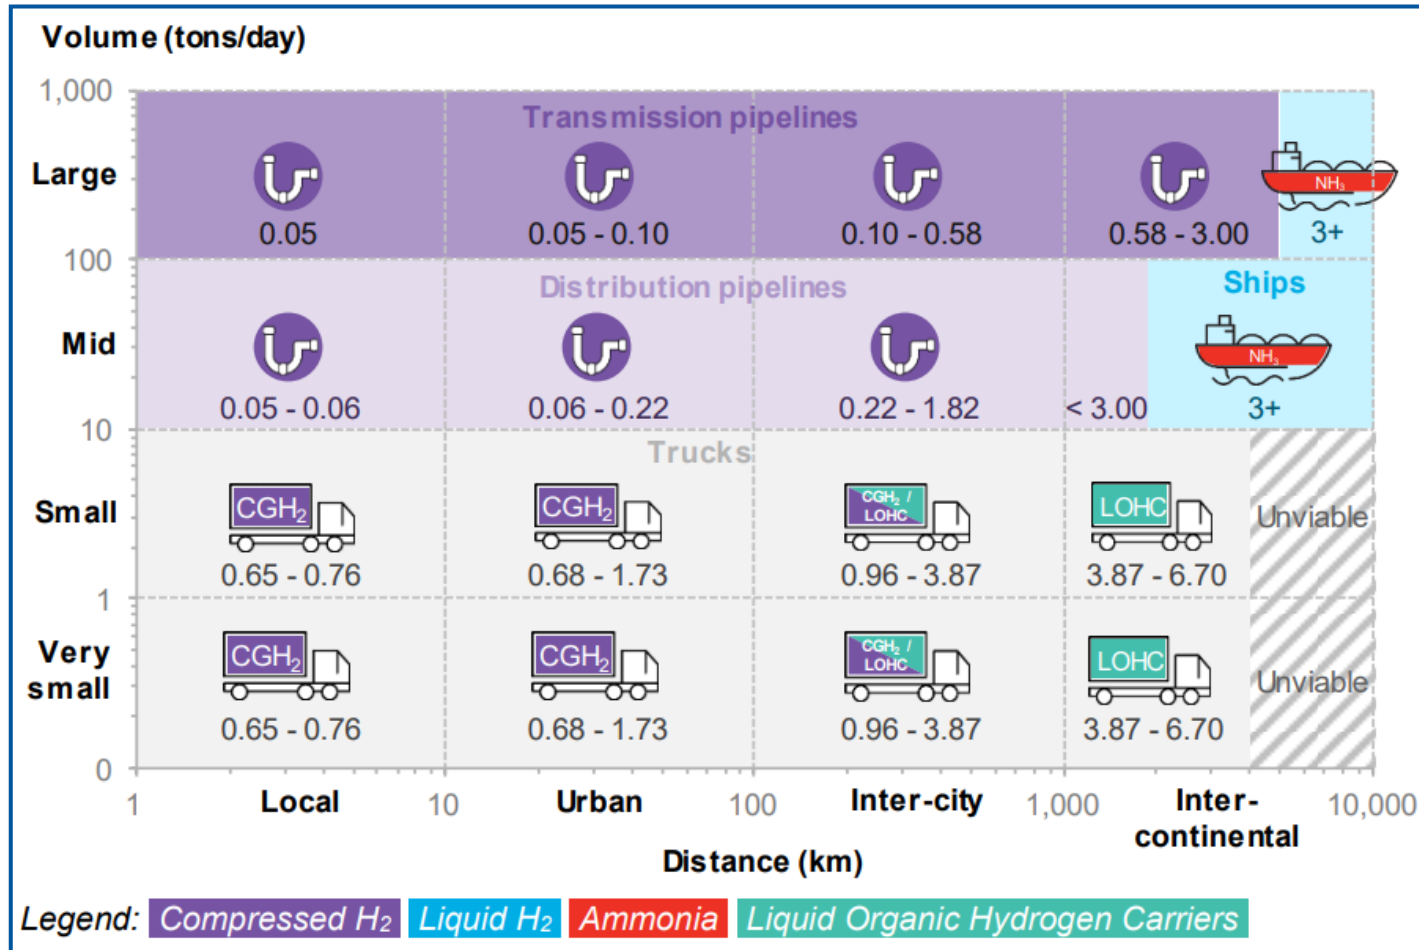 Volume (tons/day)
1,000
Transmission pipelines
Large
NH₃
0.05
0.05 - 0.10
0.10 - 0.58
0.58 - 3.00
3+
100
Distribution pipelines
Ships
Mid
NH₃
0.05 - 0.06
0.06 - 0.22
0.22 - 1.82
< 3.00
3+
10
Trucks
Small
CGH₂
CGH₂
CGH₂ /
LOHC
LOHC
Unviable
0.65 - 0.76
0.68 - 1.73
0.96 - 3.87
3.87 - 6.70
1
Very
small
CGH₂
CGH₂
CGH₂ /
LOHC
LOHC
Unviable
0.65 - 0.76
0.68 - 1.73
0.96 - 3.87
3.87 - 6.70
0
1
Local
10
Urban
100
Inter-city
1,000
Inter-
continental
10,000
Distance (km)
Legend: Compressed H₂ Liquid H₂ Ammonia Liquid Organic Hydrogen Carriers